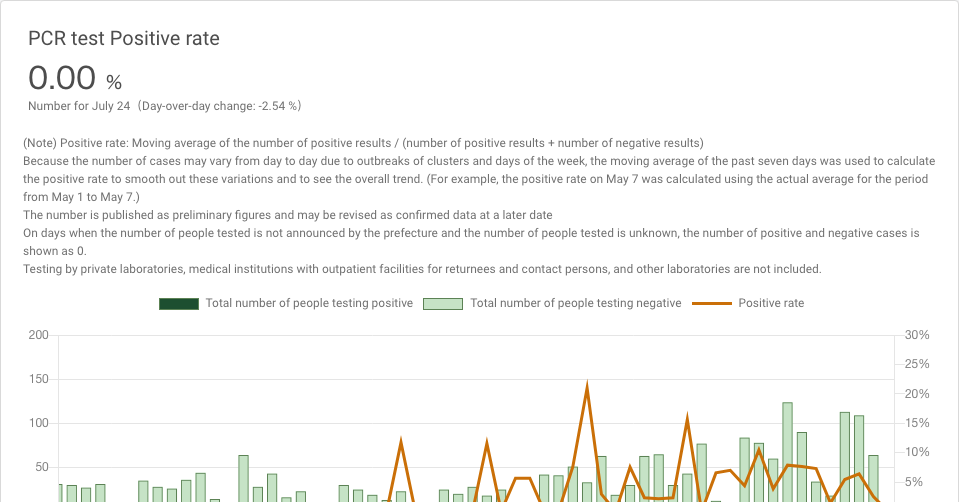 PCR test Positive rate
0.00 %
Number for July 24 (Day-over-day change: -2.54 %)
(Note) Positive rate: Moving average of the number of positive results / (number of positive results + number of negative results)
Because the number of cases may vary from day to day due to outbreaks of clusters and days of the week, the moving average of the past seven days was used to calculate
the positive rate to smooth out these variations and to see the overall trend. (For example, the positive rate on May 7 was calculated using the actual average for the period
from May 1 to May 7.)
The number is published as preliminary figures and may be revised as confirmed data at a later date
On days when the number of people tested is not announced by the prefecture and the number of people tested is unknown, the number of positive and negative cases is
shown as 0.
Testing by private laboratories, medical institutions with outpatient facilities for returnees and contact persons, and other laboratories are not included.
Total number of people testing positive Total number of people testing negative Positive rate
200 30%
25%
150 20%
100 15%
50 10%
5%